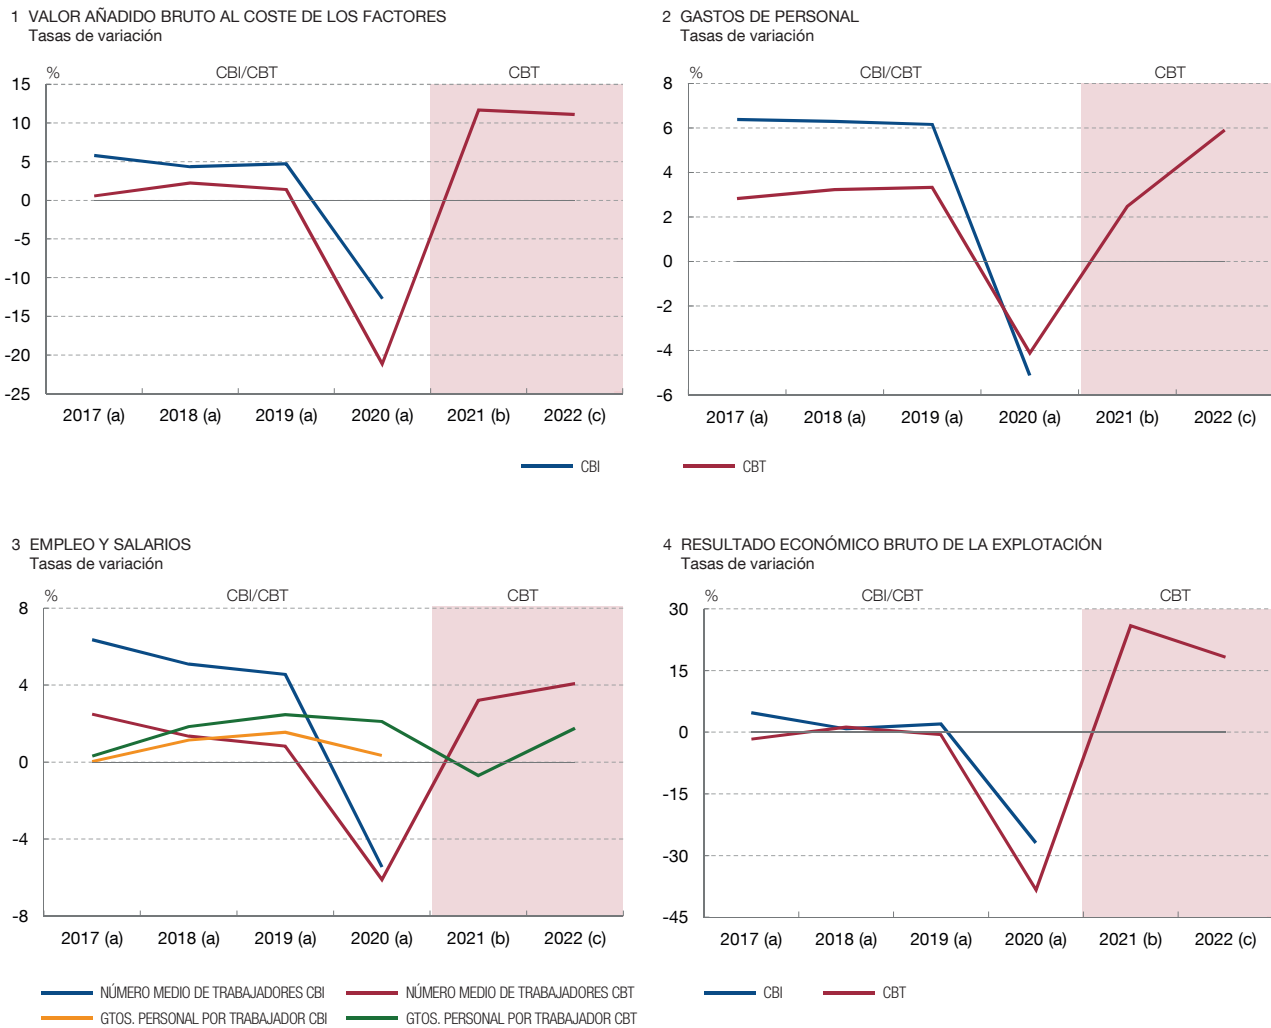 1 VALOR AÑADIDO BRUTO AL COSTE DE LOS FACTORES
Tasas de variación
% CBI/CBT CBT
15
10
5
0
-5
-10
-15
-20
-25
2017 (a) 2018 (a) 2019 (a) 2020 (a) 2021 (b) 2022 (c)
2 GASTOS DE PERSONAL
Tasas de variación
% CBI/CBT CBT
8
6
4
2
0
-2
-4
-6
2017 (a) 2018 (a) 2019 (a) 2020 (a) 2021 (b) 2022 (c)
CBI CBT
3 EMPLEO Y SALARIOS
Tasas de variación
% CBI/CBT CBT
8
4
0
-4
-8
2017 (a) 2018 (a) 2019 (a) 2020 (a) 2021 (b) 2022 (c)
NÚMERO MEDIO DE TRABAJADORES CBI NÚMERO MEDIO DE TRABAJADORES CBT
GTOS. PERSONAL POR TRABAJADOR CBI GTOS. PERSONAL POR TRABAJADOR CBT
4 RESULTADO ECONÓMICO BRUTO DE LA EXPLOTACIÓN
Tasas de variación
% CBI/CBT CBT
30
15
0
-15
-30
-45
2017 (a) 2018 (a) 2019 (a) 2020 (a) 2021 (b) 2022 (c)
CBI CBT